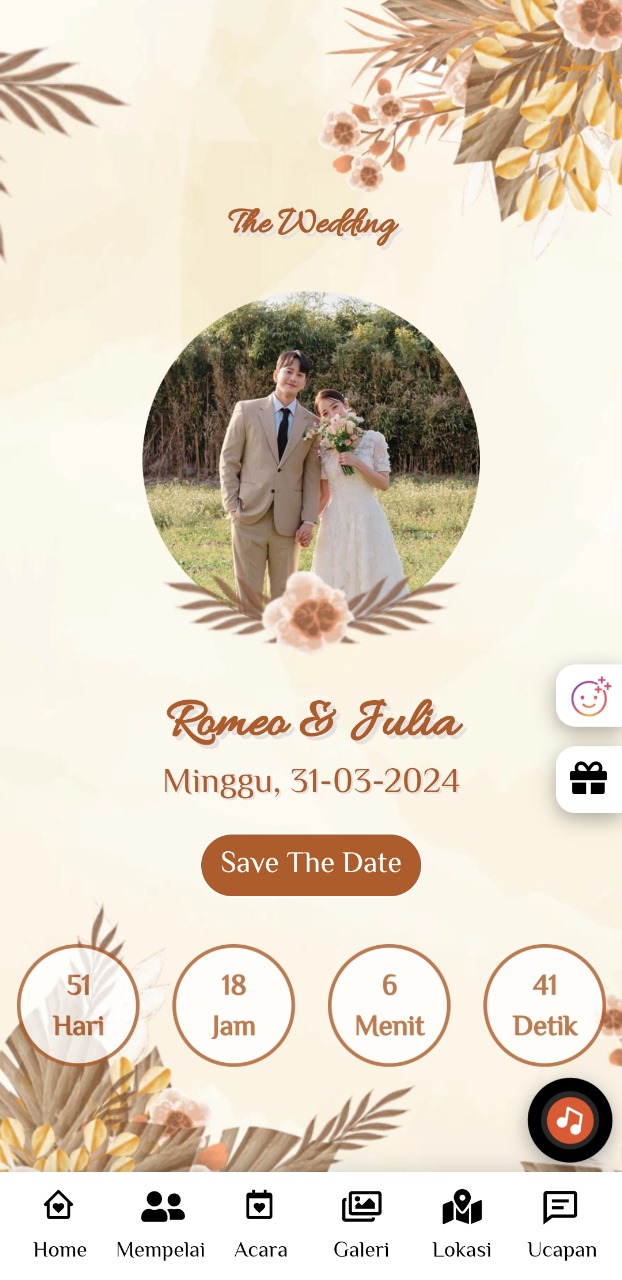 The Wedding
Romeo & Julia
Minggu, 31-03-2024
Save The Date
51
Hari
18
Jam
6
Menit
41
Detik
Home
Mempelai
Acara
Galeri
Lokasi
Ucapan